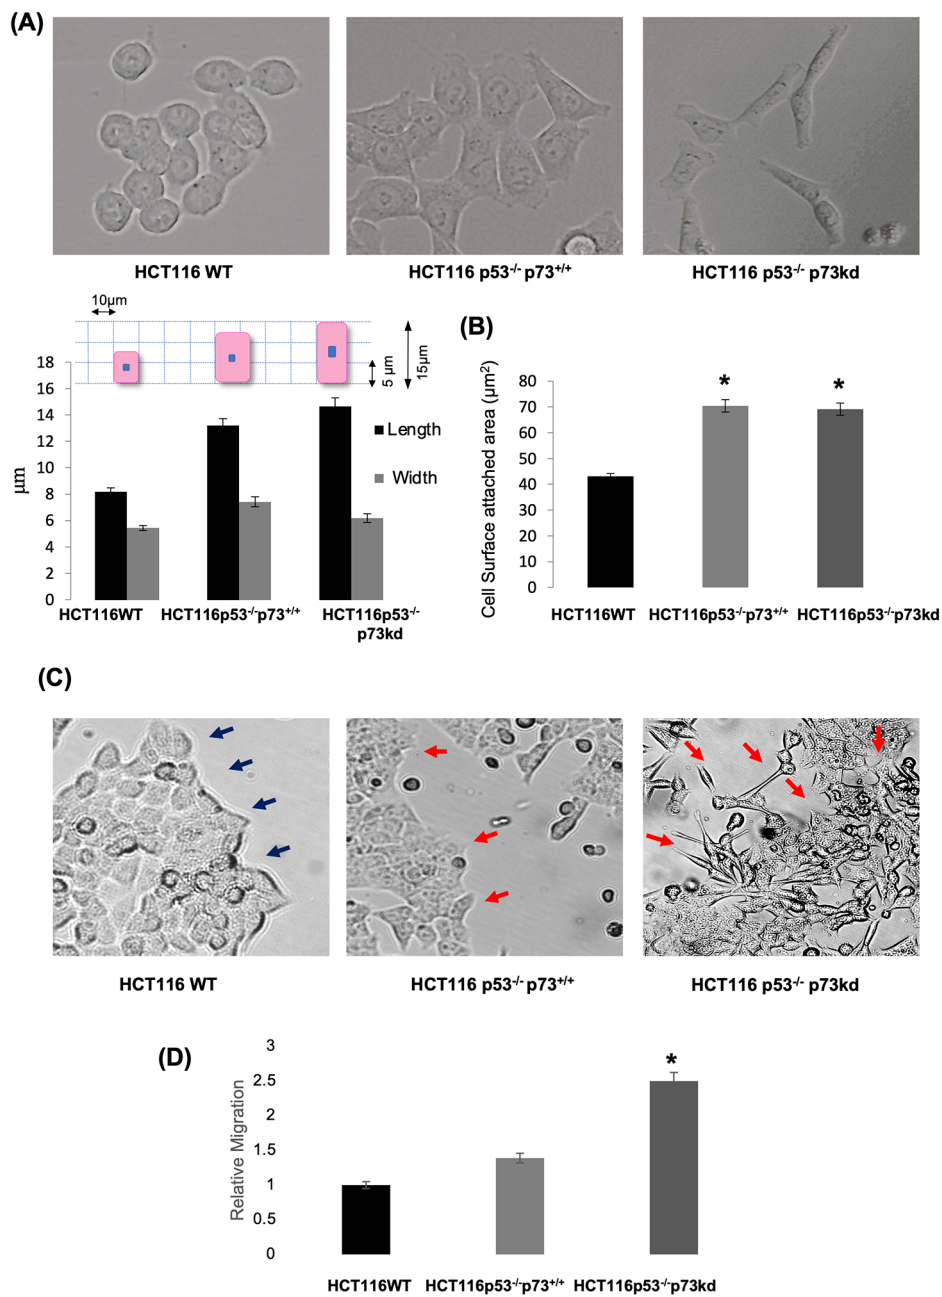 (A)
HCT116 WT
HCT116 p53-/- p73+/+
HCT116 p53-/- p73kd
10µm
5 µm
15µm
18
16
14
12
10
8
6
4
2
0
µm
Length
Width
HCT116WT
HCT116p53-/-p73+/+
HCT116p53-/-
p73kd
(B)
Cell Surface attached area (µm2)
80
70
60
50
40
30
20
10
0
*
*
HCT116WT
HCT116p53-/-p73+/+
HCT116p53-/-p73kd
(C)
HCT116 WT
HCT116 p53-/- p73+/+
HCT116 p53-/- p73kd
(D)
Relative Migration
3
2.5
2
1.5
1
0.5
0
*
HCT116WT
HCT116p53-/-p73+/+
HCT116p53-/-p73kd